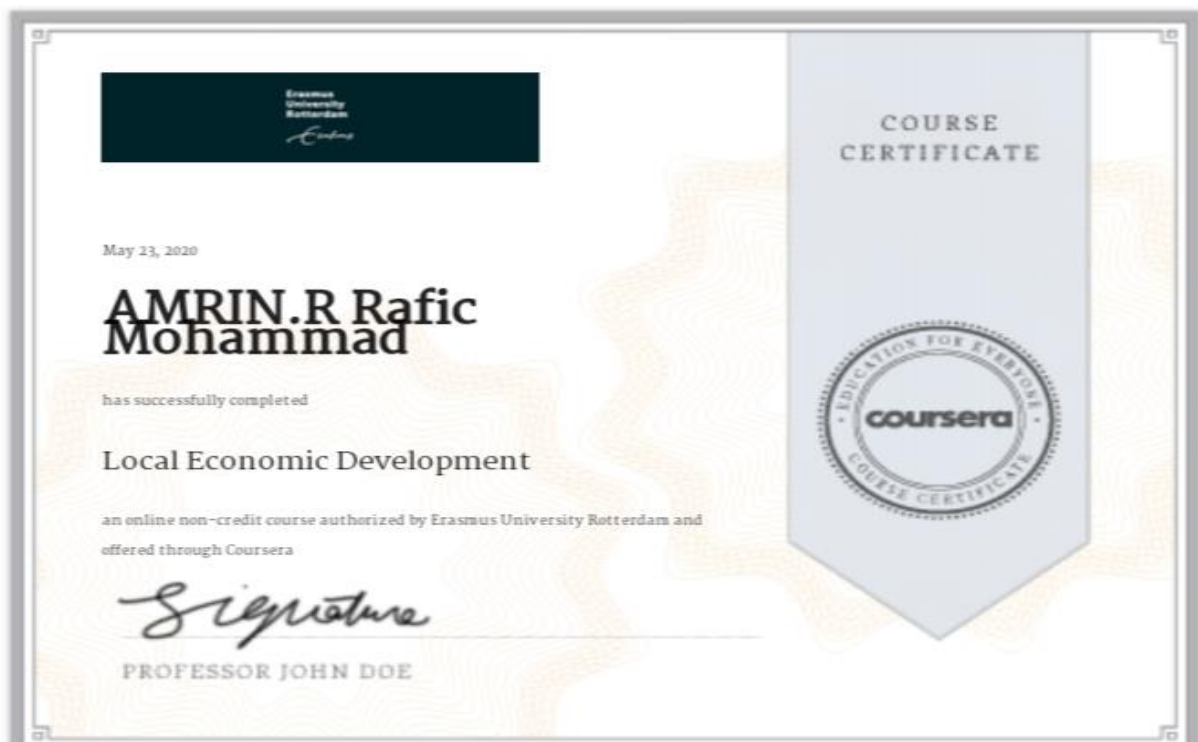 Erasmus
University
Rotterdam
Erasmus
COURSE
CERTIFICATE
May 23, 2020
AMRIN.R Rafic
Mohammad
has successfully completed
Local Economic Development
an online non-credit course authorized by Erasmus University Rotterdam and
offered through Coursera
EDUCATION FOR EVERYONE
coursera
COURSE CERTIFICATE
Signature
PROFESSOR JOHN DOE